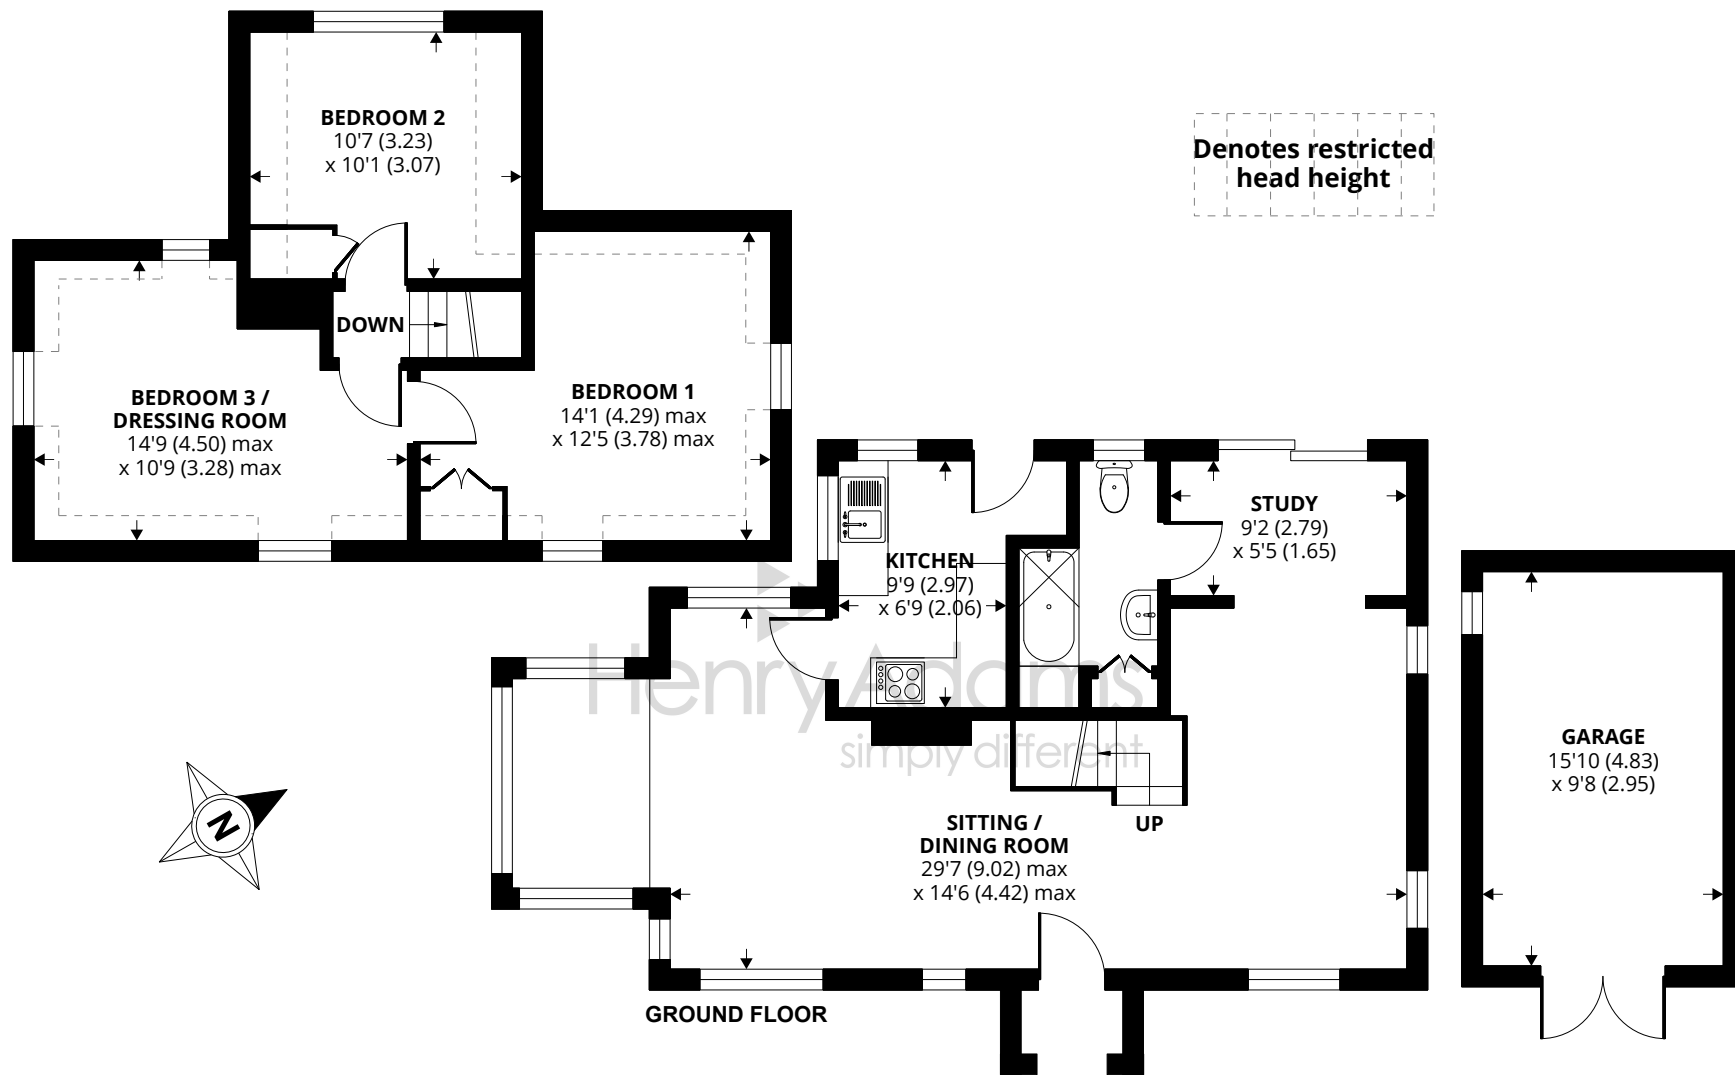 BEDROOM 2
10'7 (3.23)
x 10'1 (3.07)
Denotes restricted
head height
DOWN
BEDROOM 3 /
DRESSING ROOM
14'9 (4.50) max
x 10'9 (3.28) max
BEDROOM 1
14'1 (4.29) max
x 12'5 (3.78) max
KITCHEN
9'9 (2.97)
x 6'9 (2.06)
STUDY
9'2 (2.79)
x 5'5 (1.65)
Henry Adams
simply different
GARAGE
15'10 (4.83)
x 9'8 (2.95)
N
UP
SITTING /
DINING ROOM
29'7 (9.02) max
x 14'6 (4.42) max
GROUND FLOOR